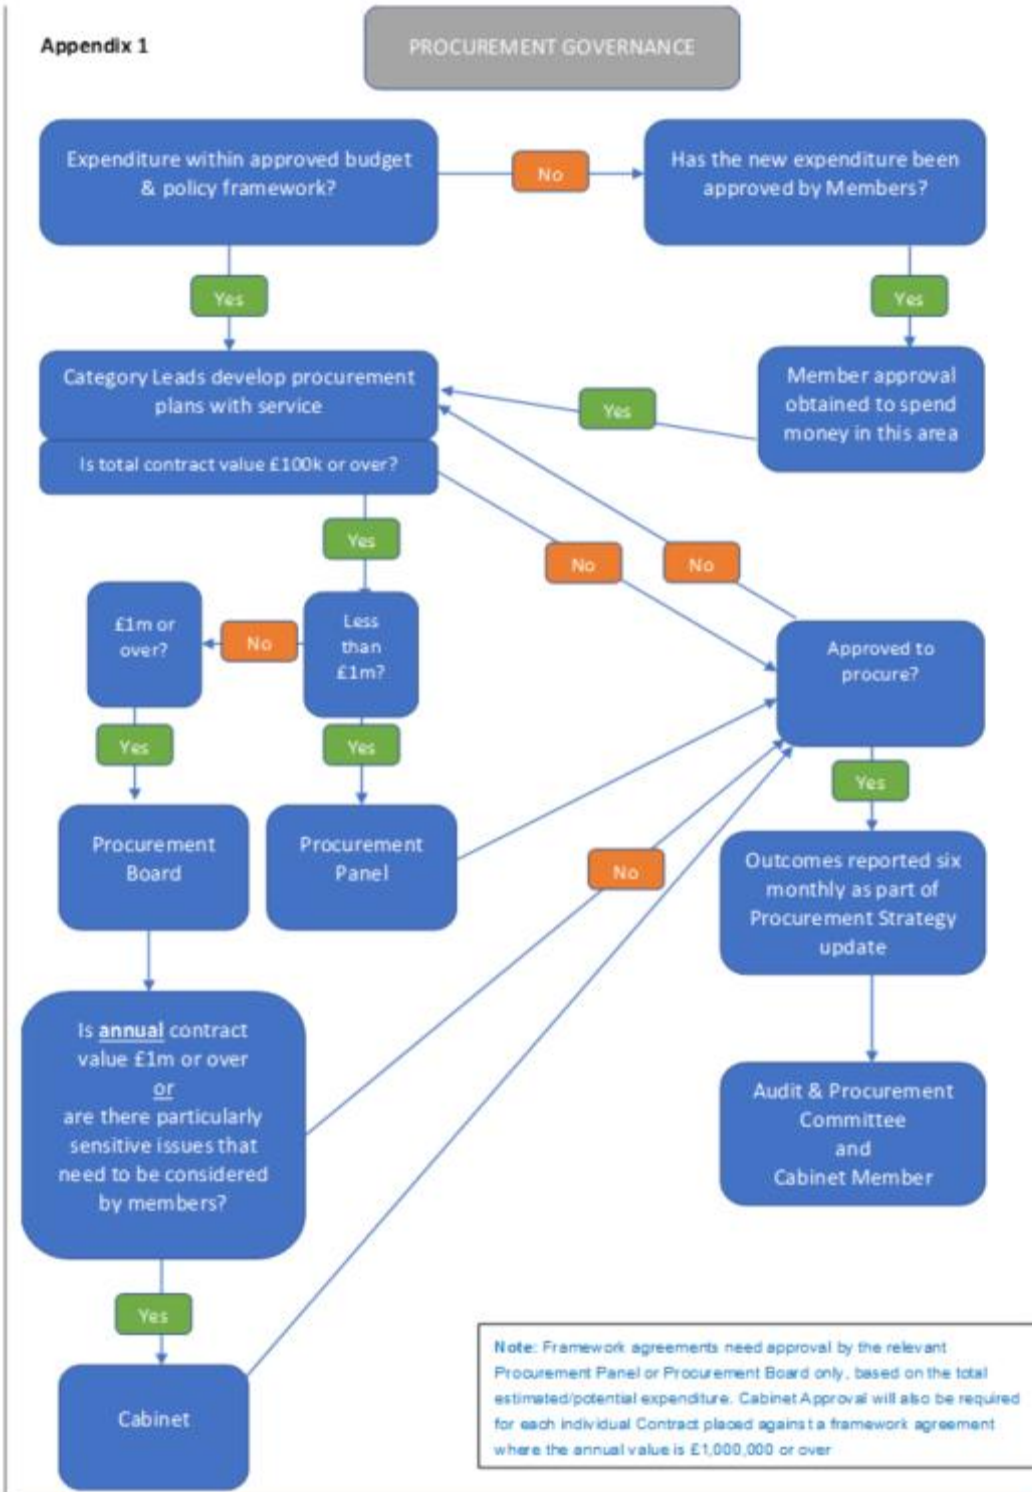 Appendix 1
PROCUREMENT GOVERNANCE
Expenditure within approved budget
& policy framework?
No
Has the new expenditure been
approved by Members?
Yes
Yes
Category Leads develop procurement
plans with service
Yes
Member approval
obtained to spend
money in this area
Is total contract value £100k or over?
Yes
No
No
£1m or
over?
No
Less
than
£1m?
Approved to
procure?
Yes
Yes
Yes
Procurement
Board
Procurement
Panel
No
Outcomes reported six
monthly as part of
Procurement Strategy
update
Is annual contract
value £1m or over
or
are there particularly
sensitive issues that
need to be considered
by members?
Audit & Procurement
Committee
and
Cabinet Member
Yes
Cabinet
Note: Framework agreements need approval by the relevant
Procurement Panel or Procurement Board only, based on the total
estimated/potential expenditure. Cabinet Approval will also be required
for each individual Contract placed against a framework agreement
where the annual value is £1,000,000 or over